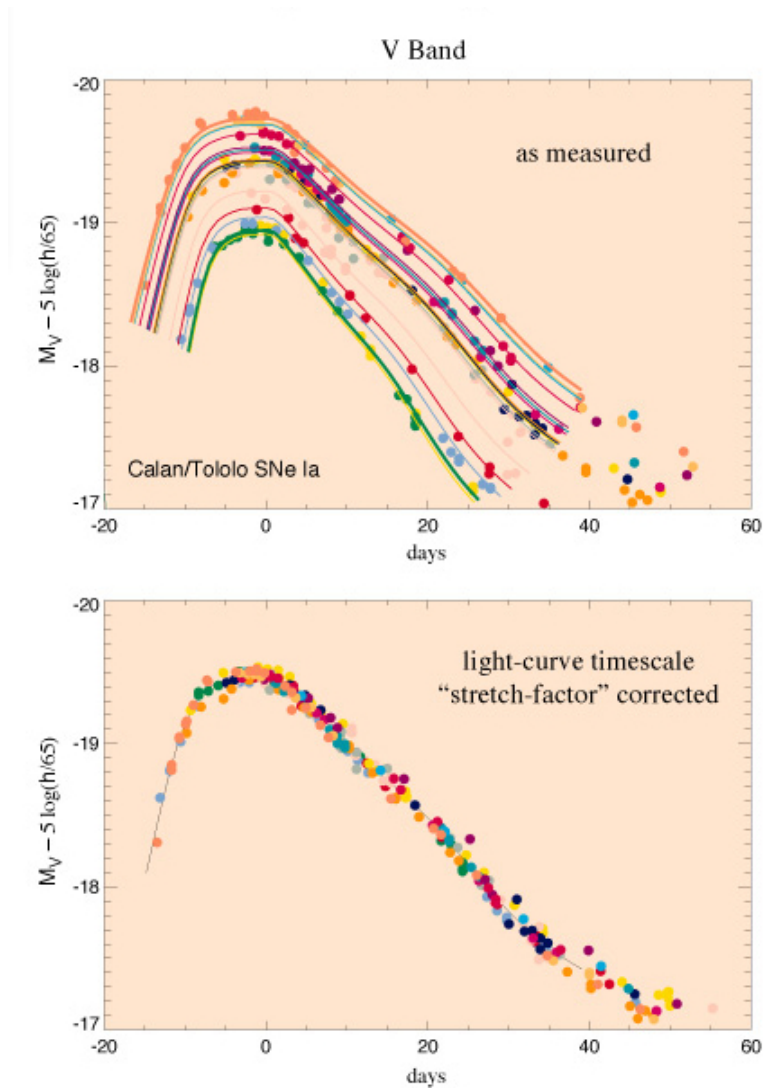 V Band
-20
as measured
-19
M_V – 5 log(h/65)
-18
Calan/Tololo SNe Ia
-17
-20 0 20 40 60
days
-20
light-curve timescale
“stretch-factor” corrected
-19
M_V – 5 log(h/65)
-18
-17
-20 0 20 40 60
days